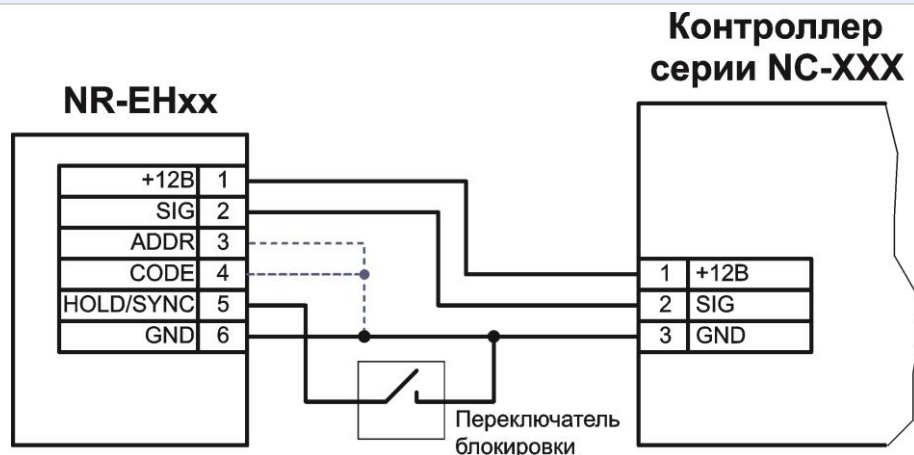 Контроллер
серии NC-XXX
NR-EHxx
+12В 1
SIG 2
ADDR 3
CODE 4
HOLD/SYNC 5
GND 6
1 +12В
2 SIG
3 GND
Переключатель
блокировки